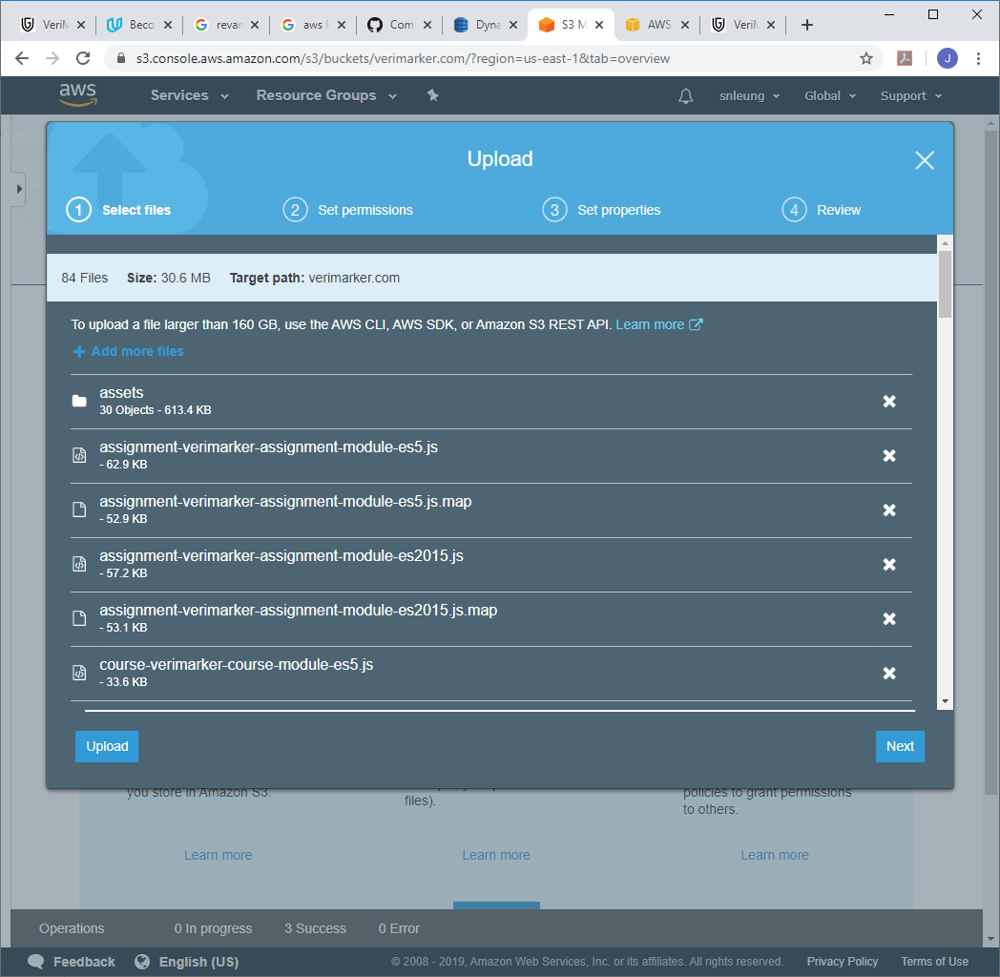 VeriM
Beco
revar
aws l
Com
Dyna
S3 M
AWS
VeriM
s3.console.aws.amazon.com/s3/buckets/verimarker.com/?region=us-east-1&tab=overview
J
aws
Services
Resource Groups
snleung
Global
Support
Upload
1 Select files
2 Set permissions
3 Set properties
4 Review
84 Files Size: 30.6 MB Target path: verimarker.com
To upload a file larger than 160 GB, use the AWS CLI, AWS SDK, or Amazon S3 REST API. Learn more
Add more files
assets
30 Objects - 613.4 KB
assignment-verimarker-assignment-module-es5.js
- 62.9 KB
assignment-verimarker-assignment-module-es5.js.map
- 52.9 KB
assignment-verimarker-assignment-module-es2015.js
- 57.2 KB
assignment-verimarker-assignment-module-es2015.js.map
- 53.1 KB
course-verimarker-course-module-es5.js
- 33.6 KB
Upload
Next
you store in Amazon S3.
files).
policies to grant permissions
to others.
Learn more
Learn more
Learn more
Operations 0 In progress 3 Success 0 Error
Feedback English (US) © 2008 - 2019, Amazon Web Services, Inc. or its affiliates. All rights reserved. Privacy Policy Terms of Use